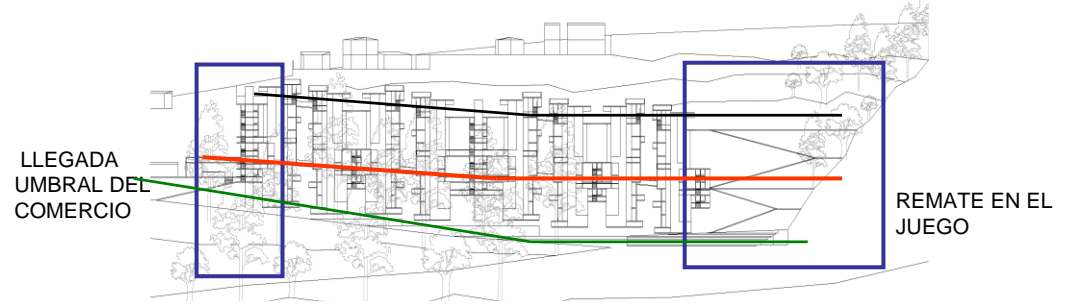 LLEGADA
UMBRAL DEL
COMERCIO
REMATE EN EL
JUEGO